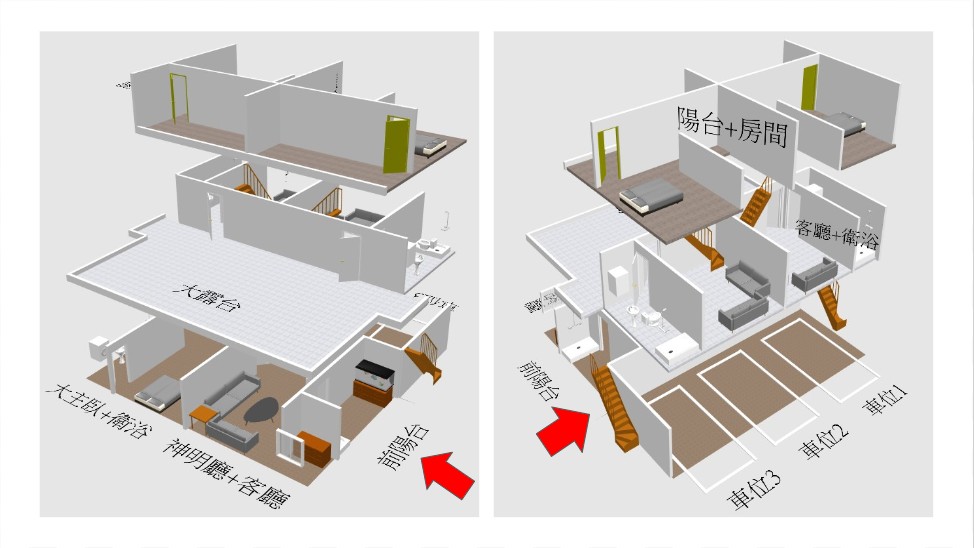 大露台
大主臥+衛浴
神明廳+客廳
前陽台
陽台+房間
客廳+衛浴
前陽台
車位1
車位2
車位3